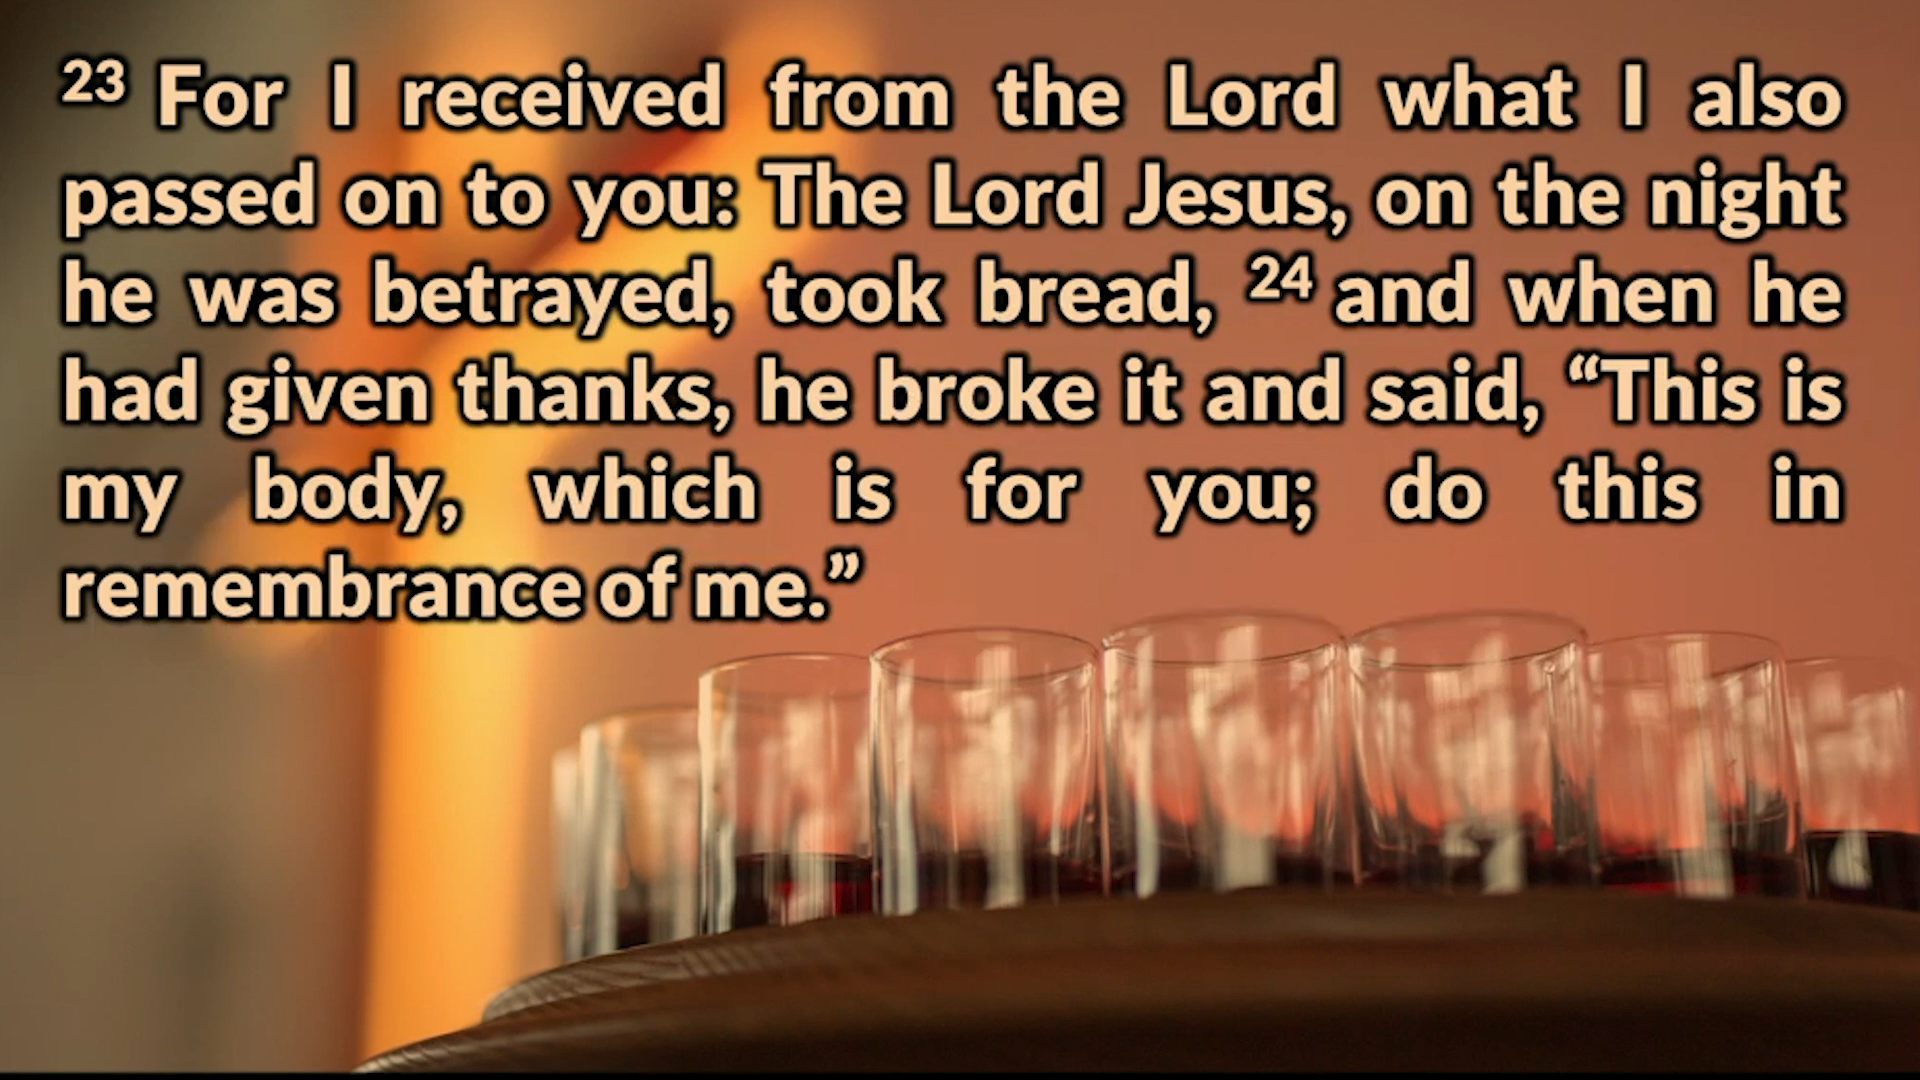 23 For I received from the Lord what I also
passed on to you: The Lord Jesus, on the night
he was betrayed, took bread, 24 and when he
had given thanks, he broke it and said, “This is
my body, which is for you; do this in
remembrance of me.”